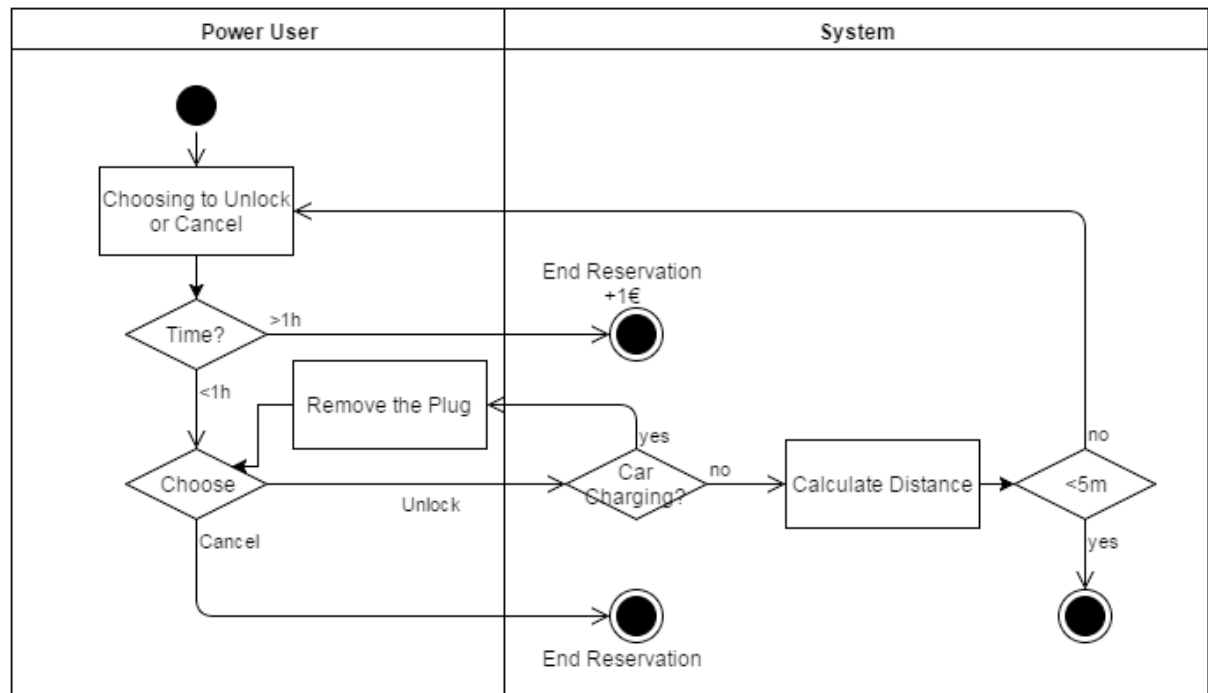 Power User
System
Choosing to Unlock
or Cancel
End Reservation
+1€
Time?
>1h
<1h
Remove the Plug
yes
no
Choose
Unlock
Car
Charging?
no
Calculate Distance
<5m
Cancel
yes
End Reservation